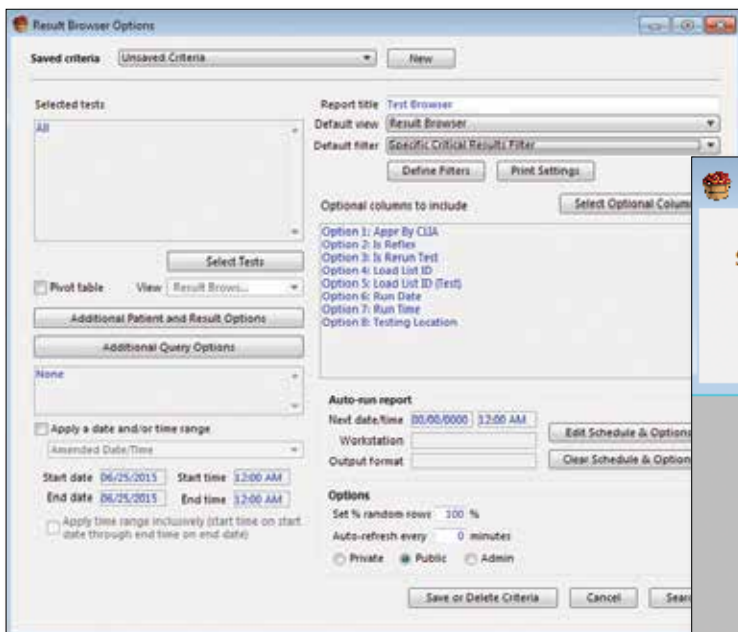 Result Browser Options
Saved criteria Unsaved Criteria New
Selected tests
All
Select Tests
Pivot table View Result Brows...
Additional Patient and Result Options
Additional Query Options
None
Apply a date and/or time range
Amended Date/Time
Start date 06/25/2015 Start time 12:00 AM
End date 06/25/2015 End time 12:00 AM
Apply time range inclusively (start time on start
date through end time on end date)
Report title Test Browser
Default view Result Browser
Default filter Specific Critical Results Filter
Define Filters Print Settings
Optional columns to include Select Optional Colum
Option 1: Appr By CLIA
Option 2: Is Reflex
Option 3: Is Rerun Test
Option 4: Load List ID
Option 5: Load List ID (Test)
Option 6: Run Date
Option 7: Run Time
Option 8: Testing Location
Auto-run report
Next date/time 00/00/0000 12:00 AM
Workstation
Output format
Edit Schedule & Options
Clear Schedule & Option
Options
Set % random rows 100 %
Auto-refresh every 0 minutes
Private Public Admin
Save or Delete Criteria Cancel Sear
S